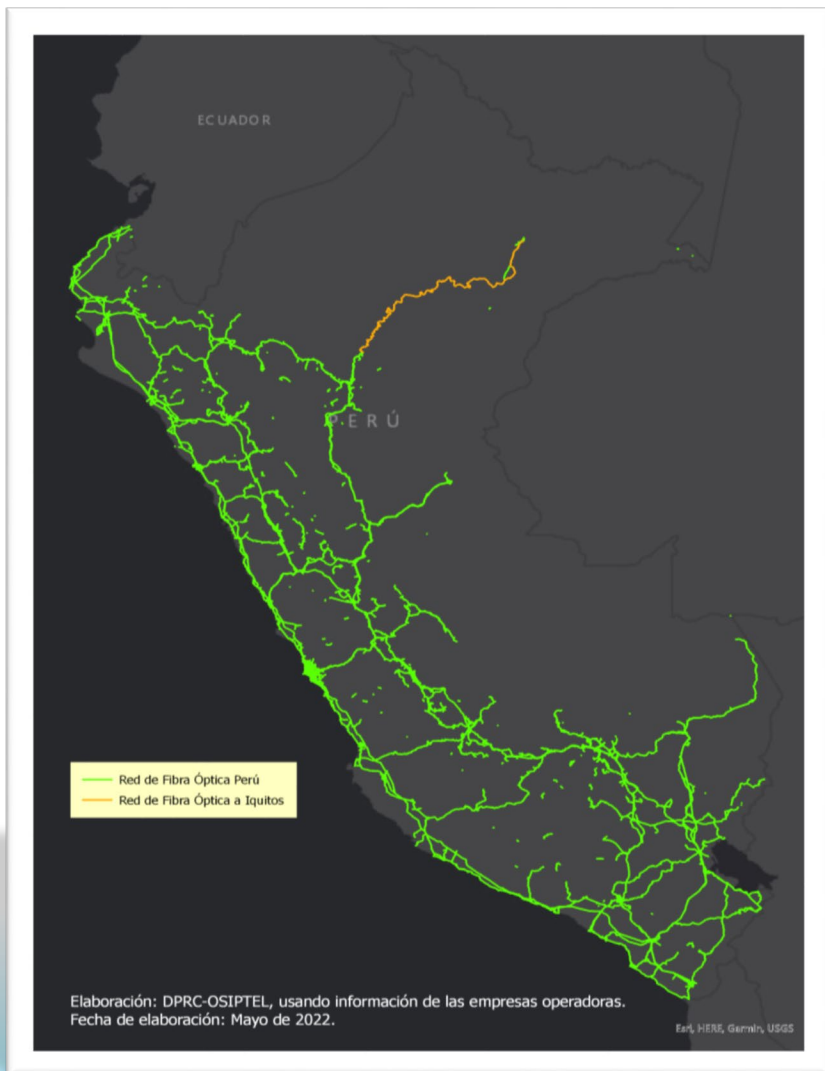 ECUADOR
PERÚ
Red de Fibra Óptica Perú
Red de Fibra Óptica a Iquitos
Elaboración: DPRC-OSIPTEL, usando información de las empresas operadoras.
Fecha de elaboración: Mayo de 2022.
Esri, HERE, Garmin, USGS